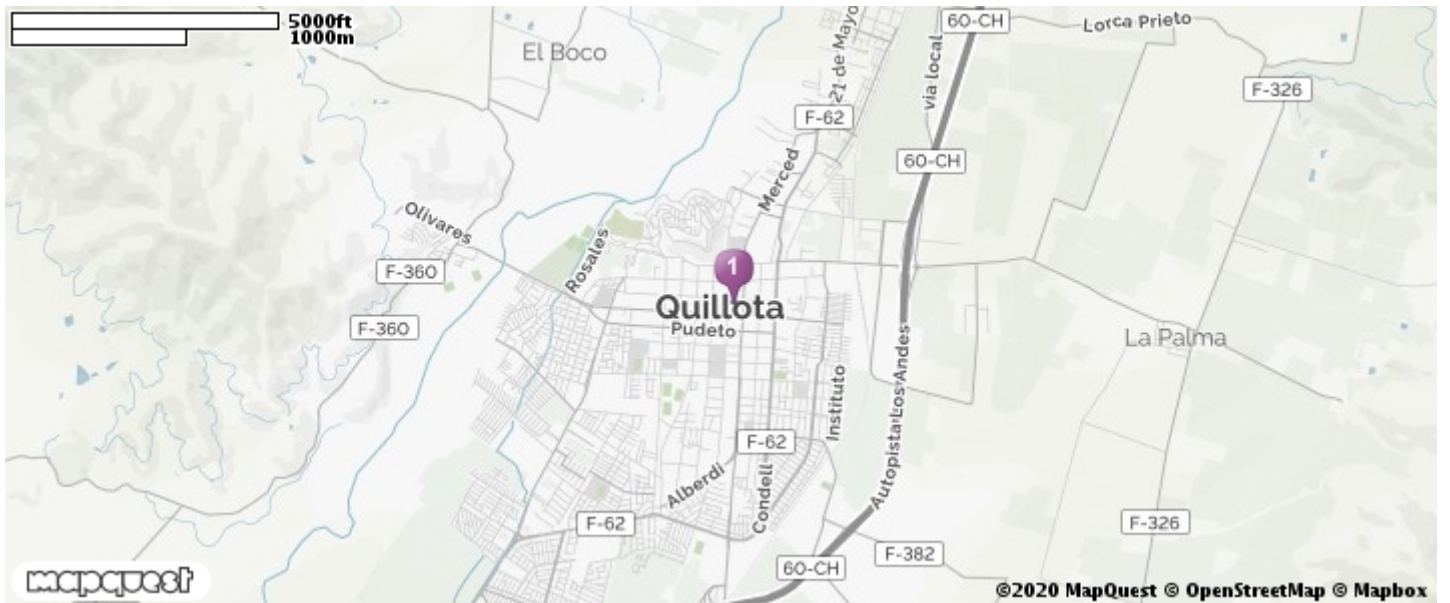 5000ft
1000m
El Boco
21 de Mayo
60-CH
Lorca Prieto
vía local
F-326
F-62
60-CH
Merced
Olivares
Rosales
F-360
1
Quillota
Pudeto
F-360
La Palma
Instituto
Autopista Los Andes
F-62
Alberdi
Condell
F-62
F-326
F-382
60-CH
mapquest
©2020 MapQuest © OpenStreetMap © Mapbox